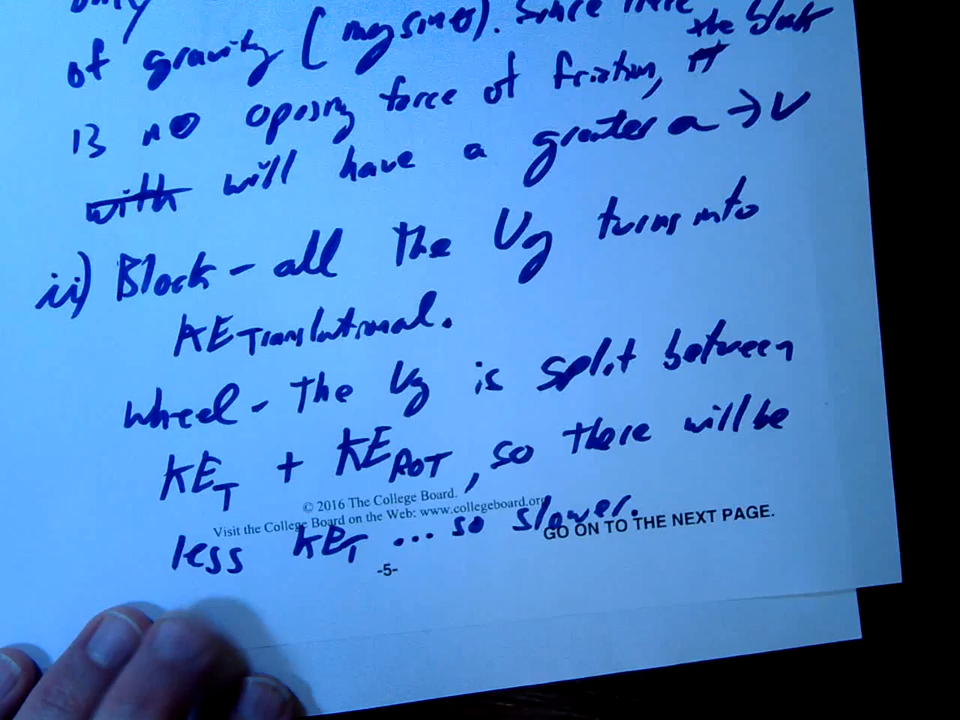 only
of gravity (mgsinθ). Since there
the block
is no opposing force of friction, it
with will have a greater a → v
ii) Block - all the Ug turns into
KE Translational.
Wheel - The Ug is split between
KET + KEROT, so there will be
© 2016 The College Board.
Visit the College Board on the Web: www.collegeboard.org.
less KET ... so slower.
GO ON TO THE NEXT PAGE.
-5-